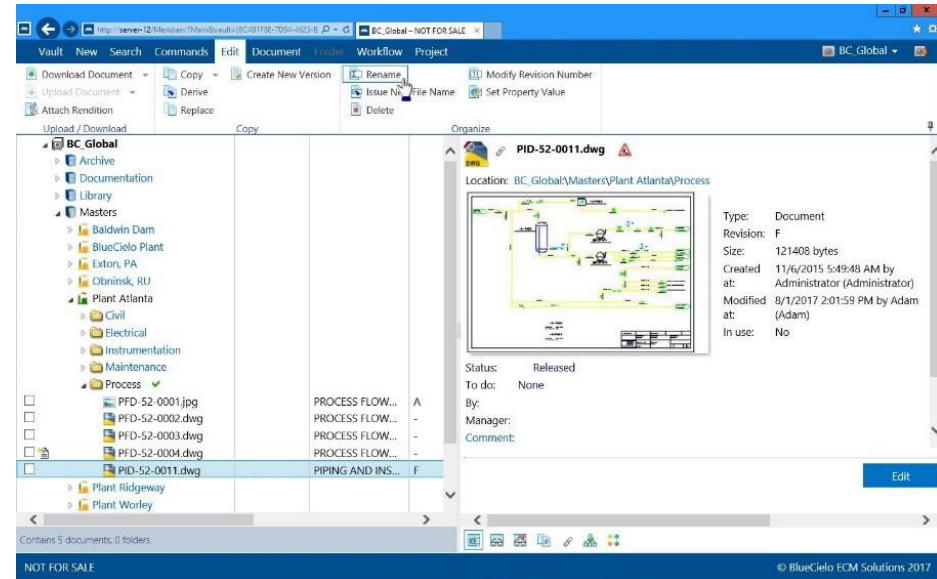 http://server-12/Meridian/?MainBvault=
BC_Global – NOT FOR SALE
Vault New Search Commands Edit Document Folder Workflow Project
BC_Global
Download Document
Copy
Create New Version
Rename
Modify Revision Number
Upload Document
Derive
Issue Ne File Name
Set Property Value
Attach Rendition
Replace
Delete
Upload / Download
Copy
Organize
BC_Global
Archive
Documentation
Library
Masters
Baldwin Dam
BlueCielo Plant
Exton, PA
Obninsk, RU
Plant Atlanta
Civil
Electrical
Instrumentation
Maintenance
Process
PFD-52-0001.jpg PROCESS FLOW... A
PFD-52-0002.dwg PROCESS FLOW... -
PFD-52-0003.dwg PROCESS FLOW... -
PFD-52-0004.dwg PROCESS FLOW... -
PID-52-0011.dwg PIPING AND INS... F
Plant Ridgeway
Plant Worley
Contains 5 documents. 0 folders.
DWG
PID-52-0011.dwg
Location: BC_Global:\Masters\Plant Atlanta\Process
Type: Document
Revision: F
Size: 121408 bytes
Created 11/6/2015 5:49:48 AM by
at: Administrator (Administrator)
Modified 8/1/2017 2:01:59 PM by Adam
at: (Adam)
In use: No
Status: Released
To do: None
By:
Manager:
Comment:
Edit
NOT FOR SALE
© BlueCielo ECM Solutions 2017